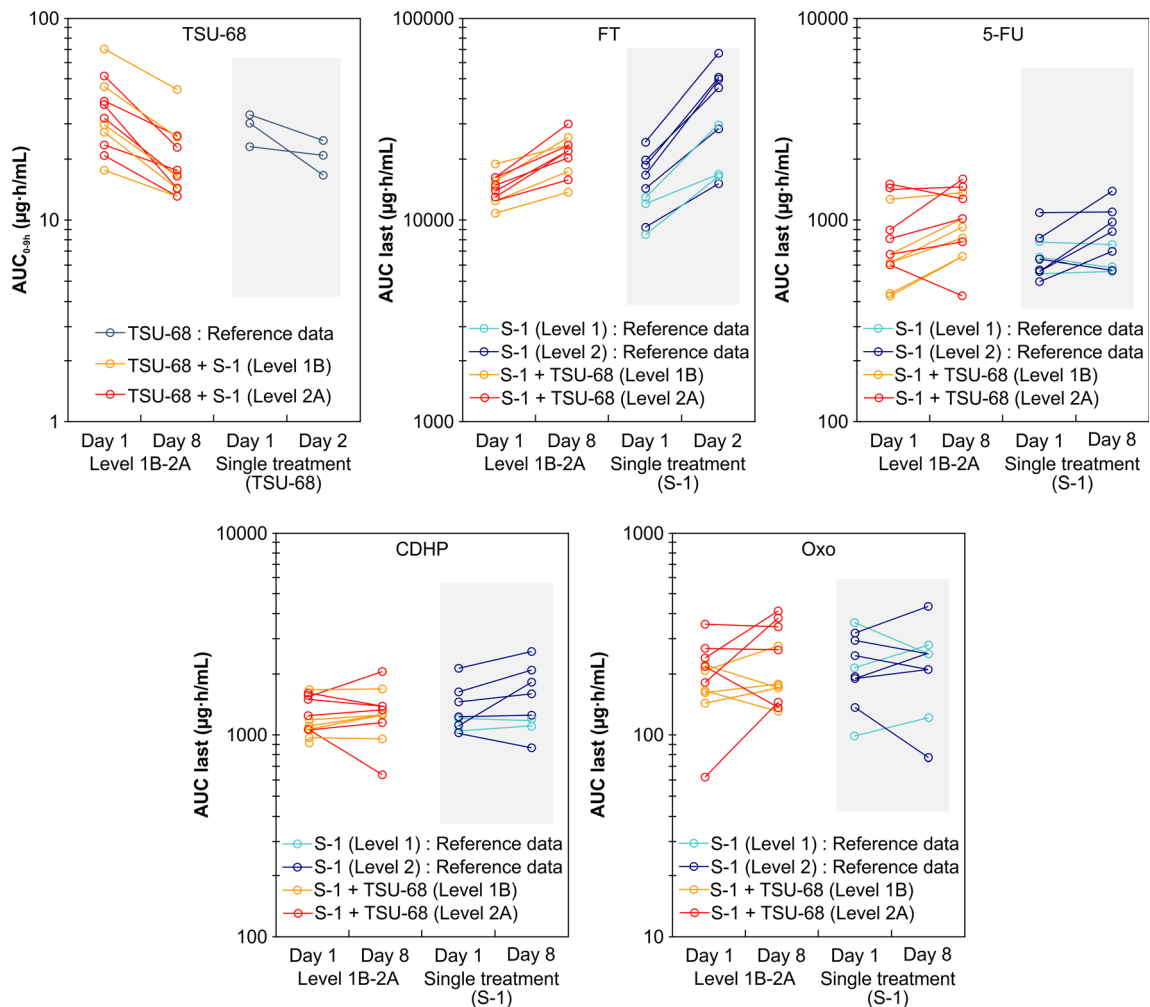 TSU-68
100
10
1
AUC0-9h (µg·h/mL)
TSU-68 : Reference data
TSU-68 + S-1 (Level 1B)
TSU-68 + S-1 (Level 2A)
Day 1 Day 8 Day 1 Day 2
Level 1B-2A Single treatment
(TSU-68)
FT
100000
10000
1000
AUC last (µg·h/mL)
S-1 (Level 1) : Reference data
S-1 (Level 2) : Reference data
S-1 + TSU-68 (Level 1B)
S-1 + TSU-68 (Level 2A)
Day 1 Day 8 Day 1 Day 2
Level 1B-2A Single treatment
(S-1)
5-FU
10000
1000
100
AUC last (µg·h/mL)
S-1 (Level 1) : Reference data
S-1 (Level 2) : Reference data
S-1 + TSU-68 (Level 1B)
S-1 + TSU-68 (Level 2A)
Day 1 Day 8 Day 1 Day 8
Level 1B-2A Single treatment
(S-1)
CDHP
10000
1000
100
AUC last (µg·h/mL)
S-1 (Level 1) : Reference data
S-1 (Level 2) : Reference data
S-1 + TSU-68 (Level 1B)
S-1 + TSU-68 (Level 2A)
Day 1 Day 8 Day 1 Day 8
Level 1B-2A Single treatment
(S-1)
Oxo
1000
100
10
AUC last (µg·h/mL)
S-1 (Level 1) : Reference data
S-1 (Level 2) : Reference data
S-1 + TSU-68 (Level 1B)
S-1 + TSU-68 (Level 2A)
Day 1 Day 8 Day 1 Day 8
Level 1B-2A Single treatment
(S-1)